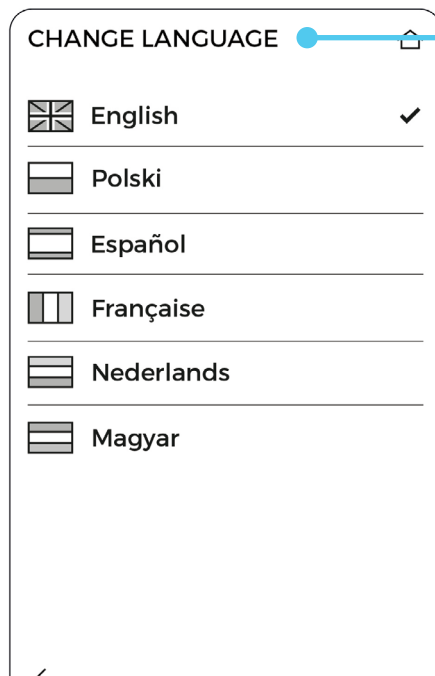 CHANGE LANGUAGE
English
Polski
Español
Française
Nederlands
Magyar